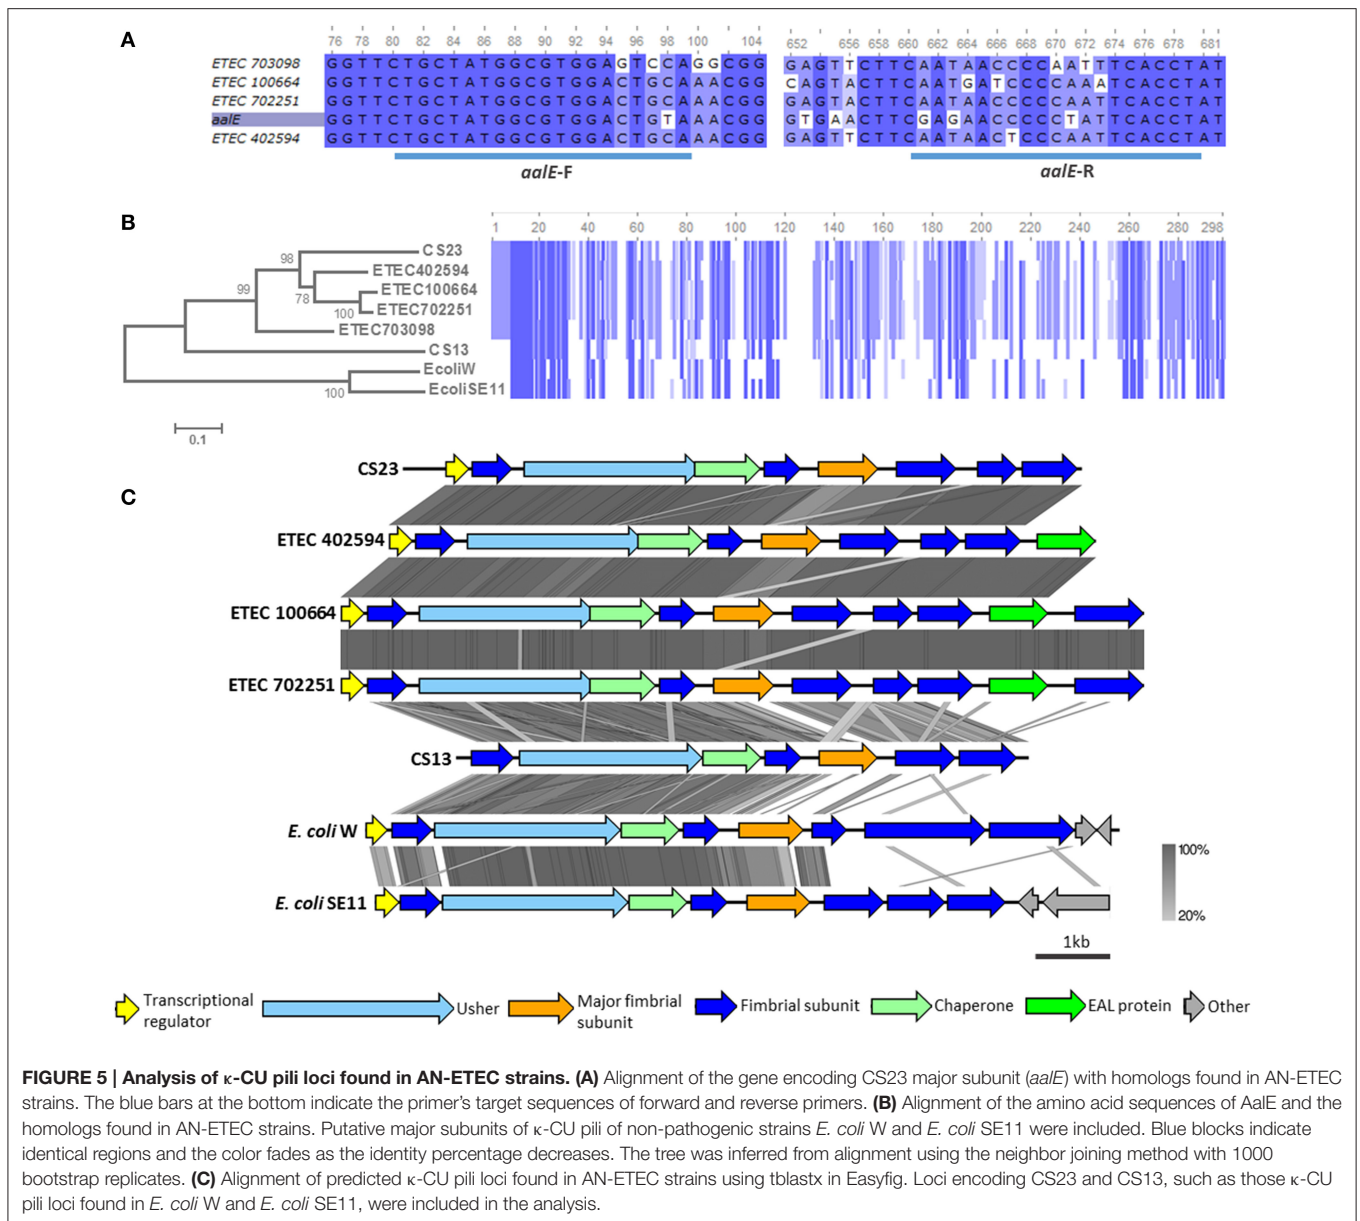 A
76 78 80 82 84 86 88 90 92 94 96 98 100 104
652 656 658 660 662 664 666 668 670 672 674 676 678 681
ETEC 703098 GGTTCTGCTATGGCGTGGAGTCCAGGCGG GAGTTCTTCAATAACCCCAATTTCACCTAT
ETEC 100664 GGTTCTGCTATGGCGTGGACTGCAAACGG CAGTACTTCAATGATCCCCAAATCACCTAT
ETEC 702251 GGTTCTGCTATGGCGTGGACTGCAAACGG GAGTACTTCAATAACCCCCAATTCACCTAT
aalE GGTTCTGCTATGGCGTGGACTGTAAACGG GTGAACTTCGAGAACCCCCTATTCACCTAT
ETEC 402594 GGTTCTGCTATGGCGTGGACTGCAAACGG GAGTTCTTCAATAACTCCCAATTCACCTAT
aalE-F aalE-R
B
1 20 40 60 80 100 120 140 160 180 200 220 240 260 280 298
CS23
98
ETEC402594
ETEC100664
99
78
ETEC702251
100
ETEC703098
CS13
EcoliW
100
EcoliSE11
0.1
C
CS23
ETEC 402594
ETEC 100664
ETEC 702251
CS13
E. coli W
E. coli SE11
100%
20%
1kb
Transcriptional regulator
Usher
Major fimbrial subunit
Fimbrial subunit
Chaperone
EAL protein
Other
FIGURE 5 | Analysis of κ-CU pili loci found in AN-ETEC strains. (A) Alignment of the gene encoding CS23 major subunit (aalE) with homologs found in AN-ETEC
strains. The blue bars at the bottom indicate the primer's target sequences of forward and reverse primers. (B) Alignment of the amino acid sequences of AalE and the
homologs found in AN-ETEC strains. Putative major subunits of κ-CU pili of non-pathogenic strains E. coli W and E. coli SE11 were included. Blue blocks indicate
identical regions and the color fades as the identity percentage decreases. The tree was inferred from alignment using the neighbor joining method with 1000
bootstrap replicates. (C) Alignment of predicted κ-CU pili loci found in AN-ETEC strains using tblastx in Easyfig. Loci encoding CS23 and CS13, such as those κ-CU
pili loci found in E. coli W and E. coli SE11, were included in the analysis.